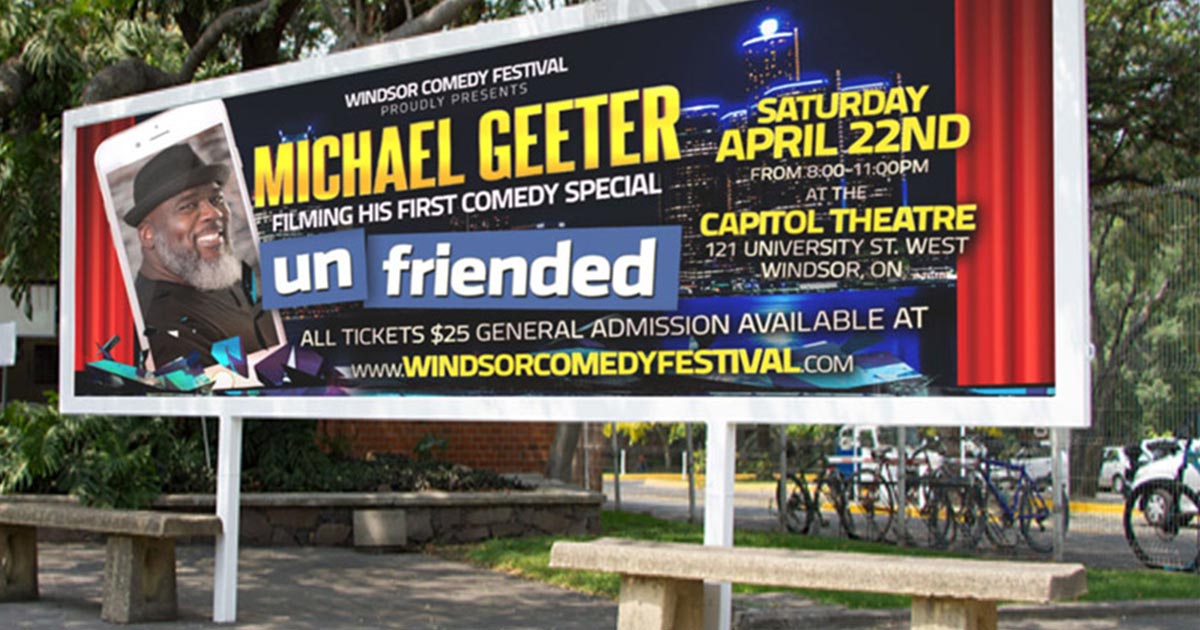 WINDSOR COMEDY FESTIVAL
PROUDLY PRESENTS
MICHAEL GEETER
FILMING HIS FIRST COMEDY SPECIAL
un friended
SATURDAY
APRIL 22ND
FROM 8:00-11:00PM
AT THE
CAPITOL THEATRE
121 UNIVERSITY ST. WEST
WINDSOR, ON
ALL TICKETS $25 GENERAL ADMISSION AVAILABLE AT
WWW.WINDSORCOMEDYFESTIVAL.COM